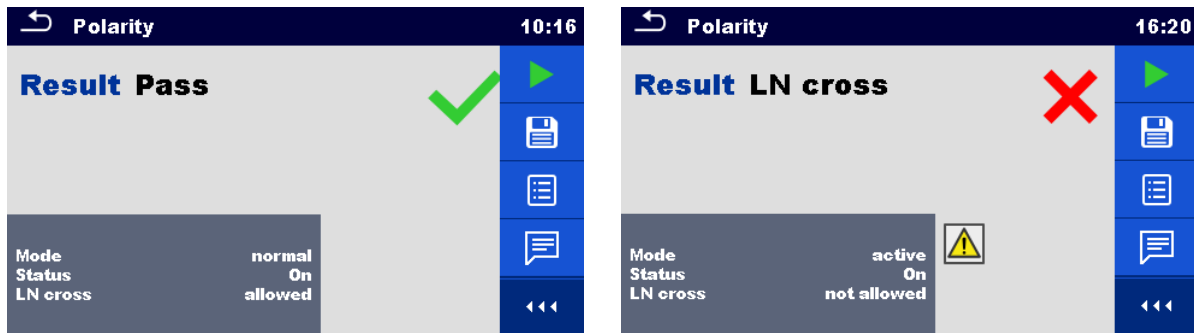 Polarity 10:16
Result Pass
Mode normal
Status On
LN cross allowed
Polarity 16:20
Result LN cross
Mode active
Status On
LN cross not allowed